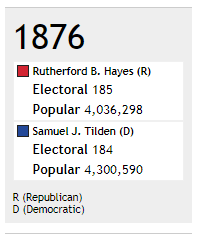 1876
Rutherford B. Hayes (R)
Electoral 185
Popular 4,036,298
Samuel J. Tilden (D)
Electoral 184
Popular 4,300,590
R (Republican)
D (Democratic)